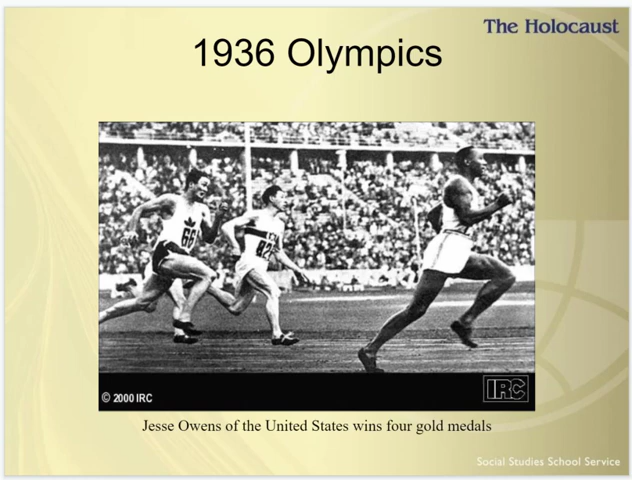 The Holocaust
1936 Olympics
66
© 2000 IRC
IRC
Jesse Owens of the United States wins four gold medals
Social Studies School Service